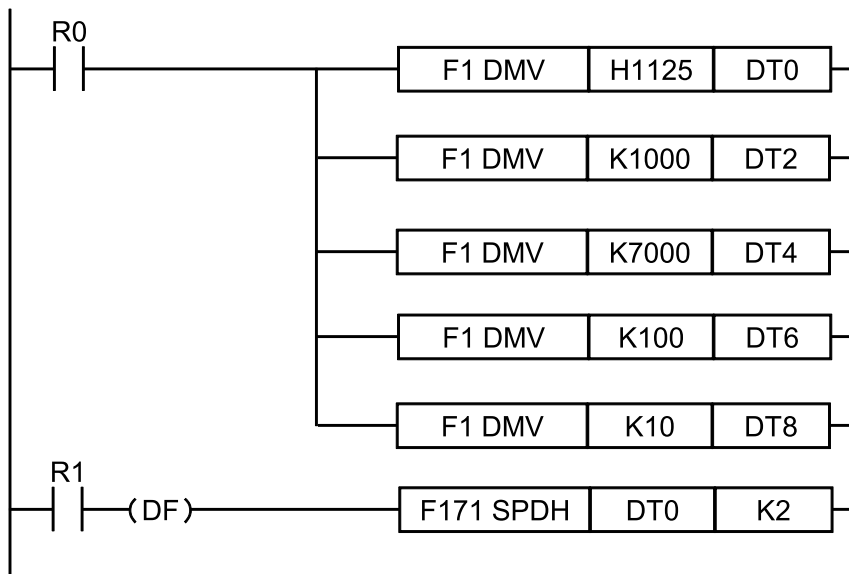 R0
F1 DMV H1125 DT0
F1 DMV K1000 DT2
F1 DMV K7000 DT4
F1 DMV K100 DT6
F1 DMV K10 DT8
R1
(DF) F171 SPDH DT0 K2